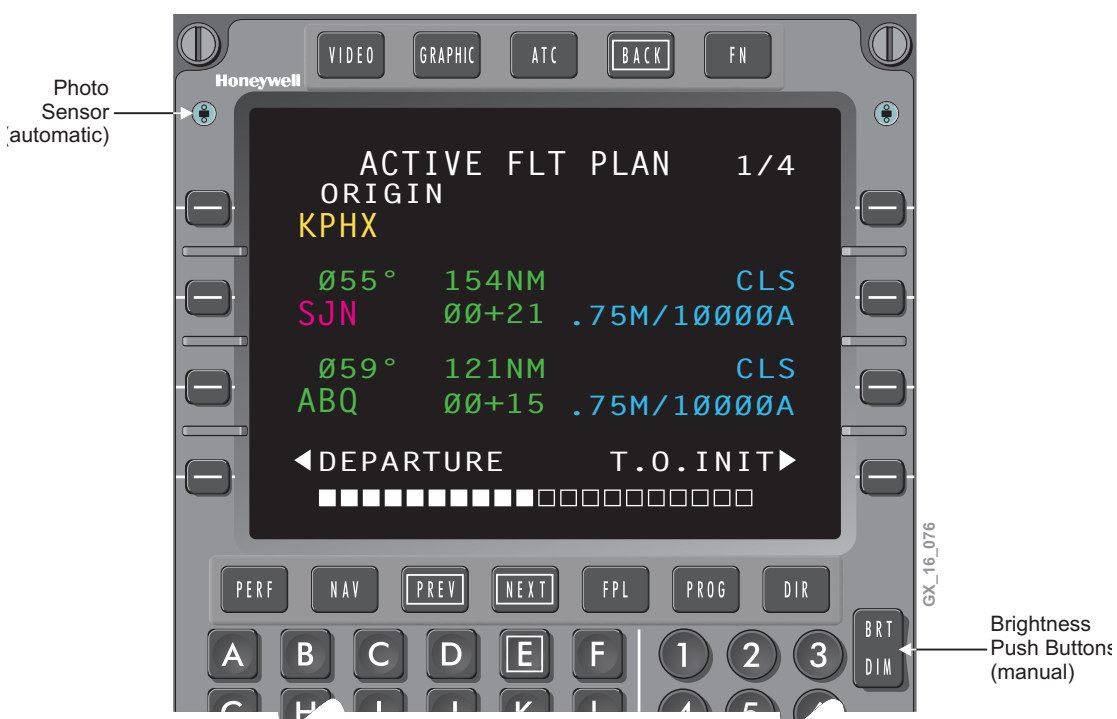 VIDEO GRAPHIC ATC BACK FN
Honeywell
Photo
Sensor
(automatic)
ACTIVE FLT PLAN 1/4
ORIGIN
KPHX
Ø55° 154NM CLS
SJN ØØ+21 .75M/1ØØØØA
Ø59° 121NM CLS
ABQ ØØ+15 .75M/1ØØØØA
DEPARTURE T.O.INIT
GX_16_076
PERF NAV PREV NEXT FPL PROG DIR
A B C D E F 1 2 3
BRT
DIM
Brightness
Push Buttons
(manual)